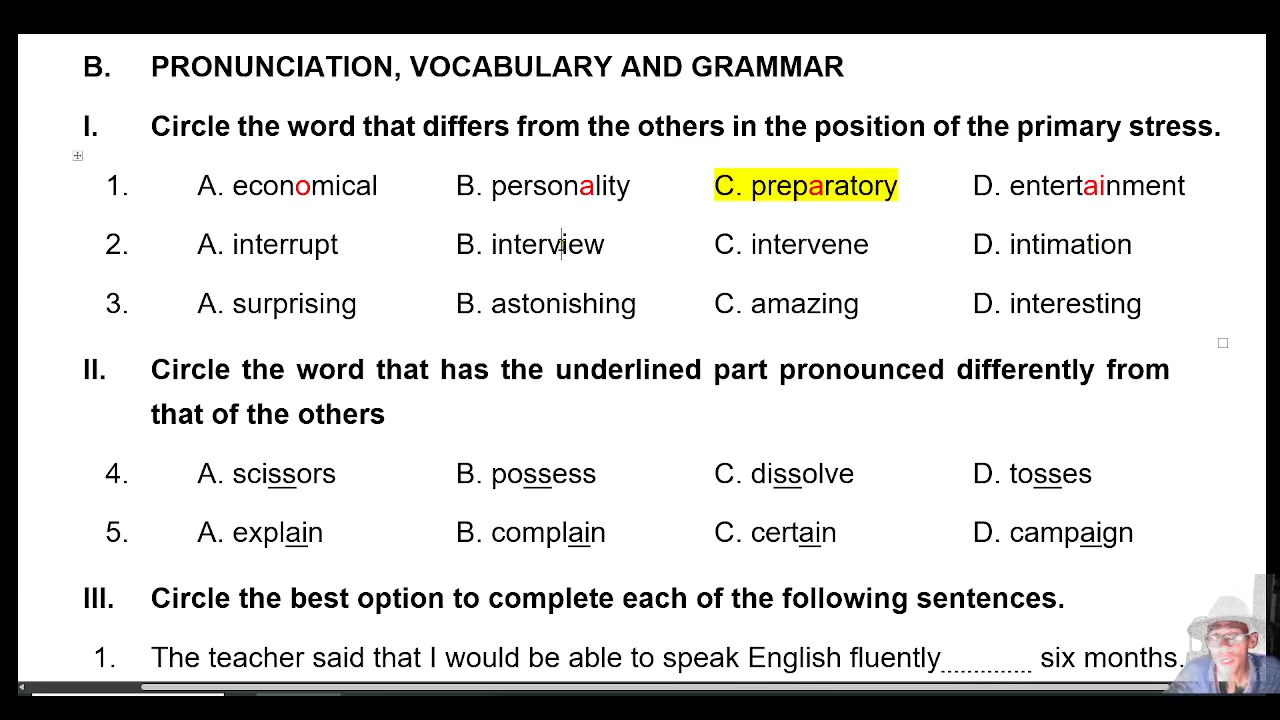 B. PRONUNCIATION, VOCABULARY AND GRAMMAR
I. Circle the word that differs from the others in the position of the primary stress.
1. A. economical B. personality C. preparatory D. entertainment
2. A. interrupt B. interview C. intervene D. intimation
3. A. surprising B. astonishing C. amazing D. interesting
II. Circle the word that has the underlined part pronounced differently from
that of the others
4. A. scissors B. possess C. dissolve D. tosses
5. A. explain B. complain C. certain D. campaign
III. Circle the best option to complete each of the following sentences.
1. The teacher said that I would be able to speak English fluently............. six months.